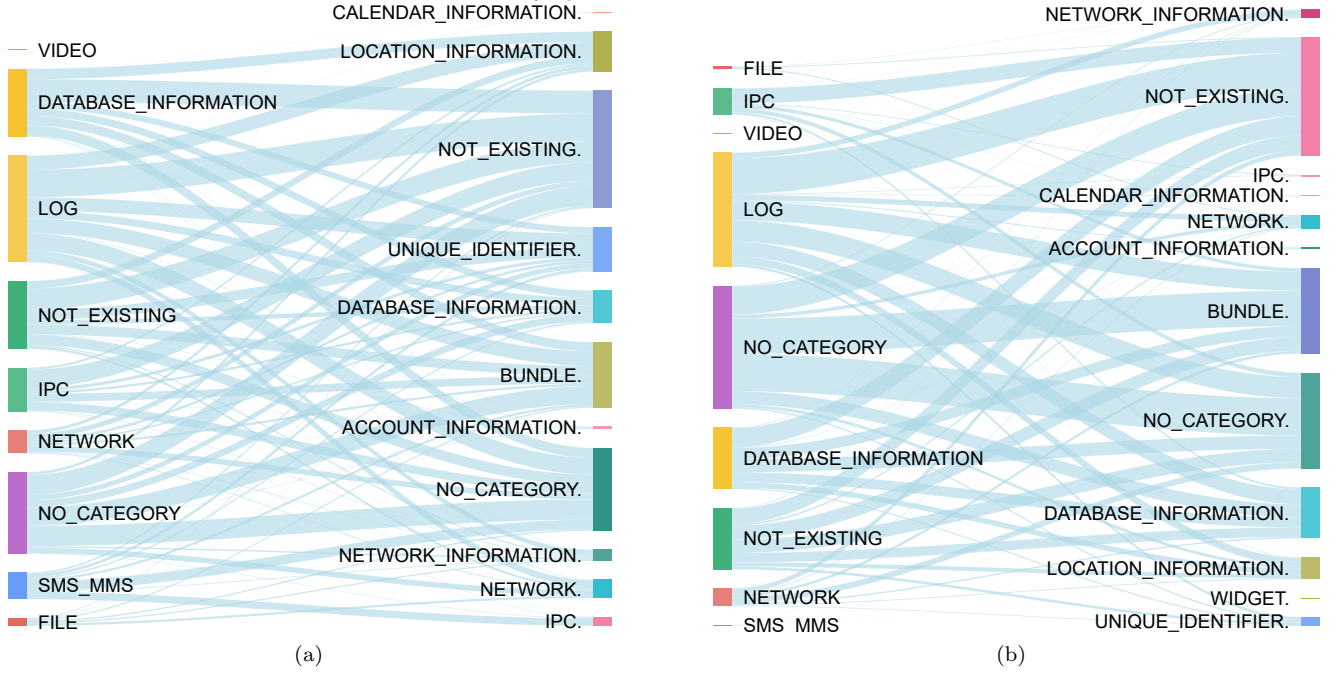 CALENDAR_INFORMATION.
VIDEO
LOCATION_INFORMATION.
DATABASE_INFORMATION
NOT_EXISTING.
LOG
UNIQUE_IDENTIFIER.
DATABASE_INFORMATION.
NOT_EXISTING
BUNDLE.
IPC
ACCOUNT_INFORMATION.
NETWORK
NO_CATEGORY.
NO_CATEGORY
NETWORK_INFORMATION.
SMS_MMS
NETWORK.
FILE
IPC.
(a)
NETWORK_INFORMATION.
FILE
IPC
NOT_EXISTING.
VIDEO
IPC.
CALENDAR_INFORMATION.
LOG
NETWORK.
ACCOUNT_INFORMATION.
BUNDLE.
NO_CATEGORY
NO_CATEGORY.
DATABASE_INFORMATION
DATABASE_INFORMATION.
NOT_EXISTING
LOCATION_INFORMATION.
NETWORK
WIDGET.
SMS MMS
UNIQUE_IDENTIFIER.
(b)